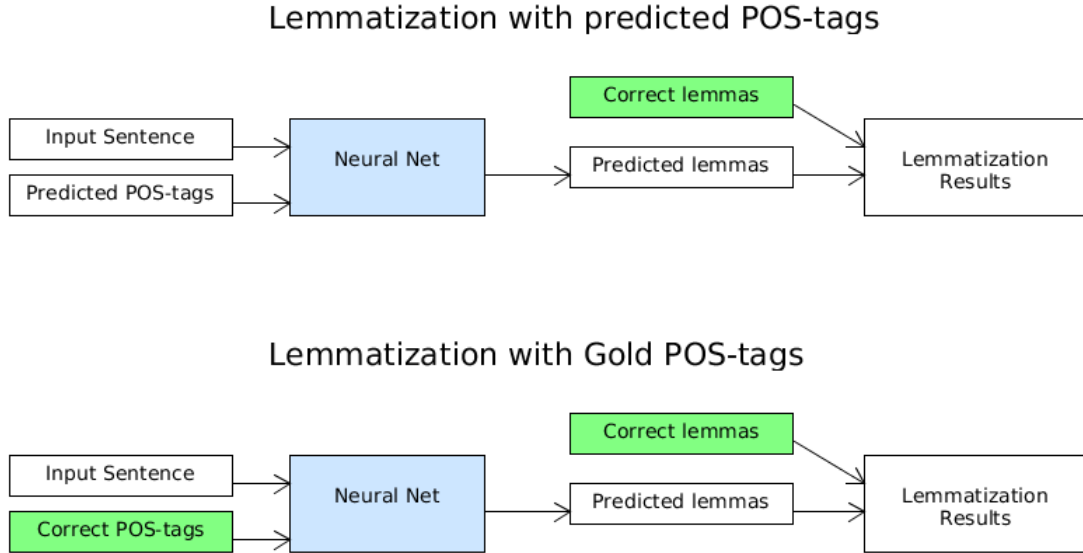 Lemmatization with predicted POS-tags
Correct lemmas
Input Sentence
Neural Net
Predicted lemmas
Lemmatization
Results
Predicted POS-tags
Lemmatization with Gold POS-tags
Correct lemmas
Input Sentence
Neural Net
Predicted lemmas
Lemmatization
Results
Correct POS-tags